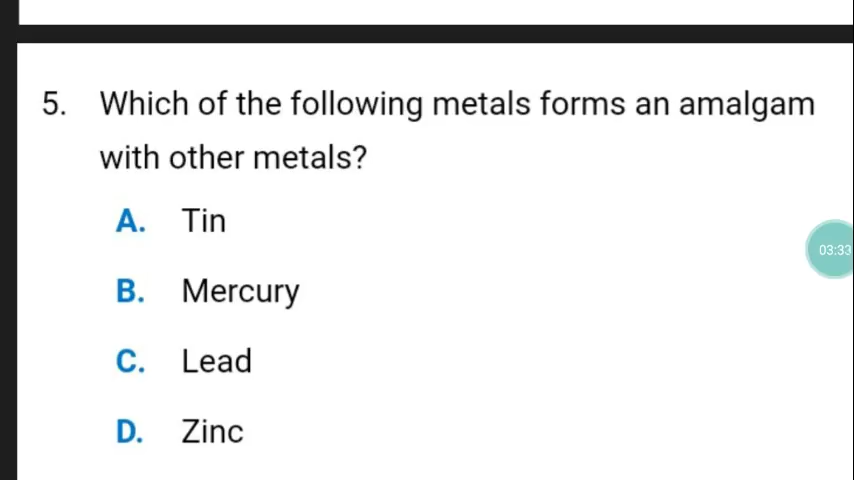 5. Which of the following metals forms an amalgam
with other metals?
A. Tin
03:33
B. Mercury
C. Lead
D. Zinc